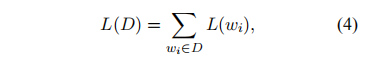 L(D) = ∑_{w_i∈D} L(w_i), (4)